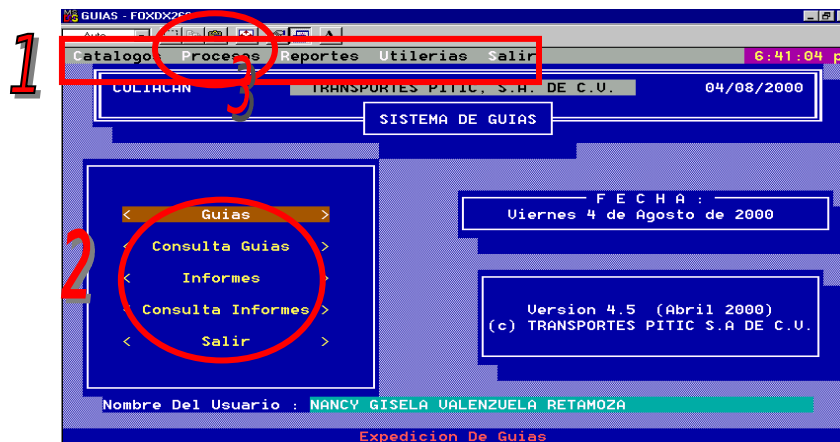 GUIAS - FOXDX260
Auto
1
Catalogos Procesos Reportes Utilerias Salir 6:41:04 p
3
CULIACAN TRANSPORTES PITIC, S.A. DE C.V. 04/08/2000
SISTEMA DE GUIAS
F E C H A :
< Guias > Viernes 4 de Agosto de 2000
2
< Consulta Guias >
< Informes >
< Consulta Informes > Version 4.5 (Abril 2000)
(c) TRANSPORTES PITIC S.A DE C.V.
< Salir >
Nombre Del Usuario : NANCY GISELA VALENZUELA RETAMOZA
Expedicion De Guias